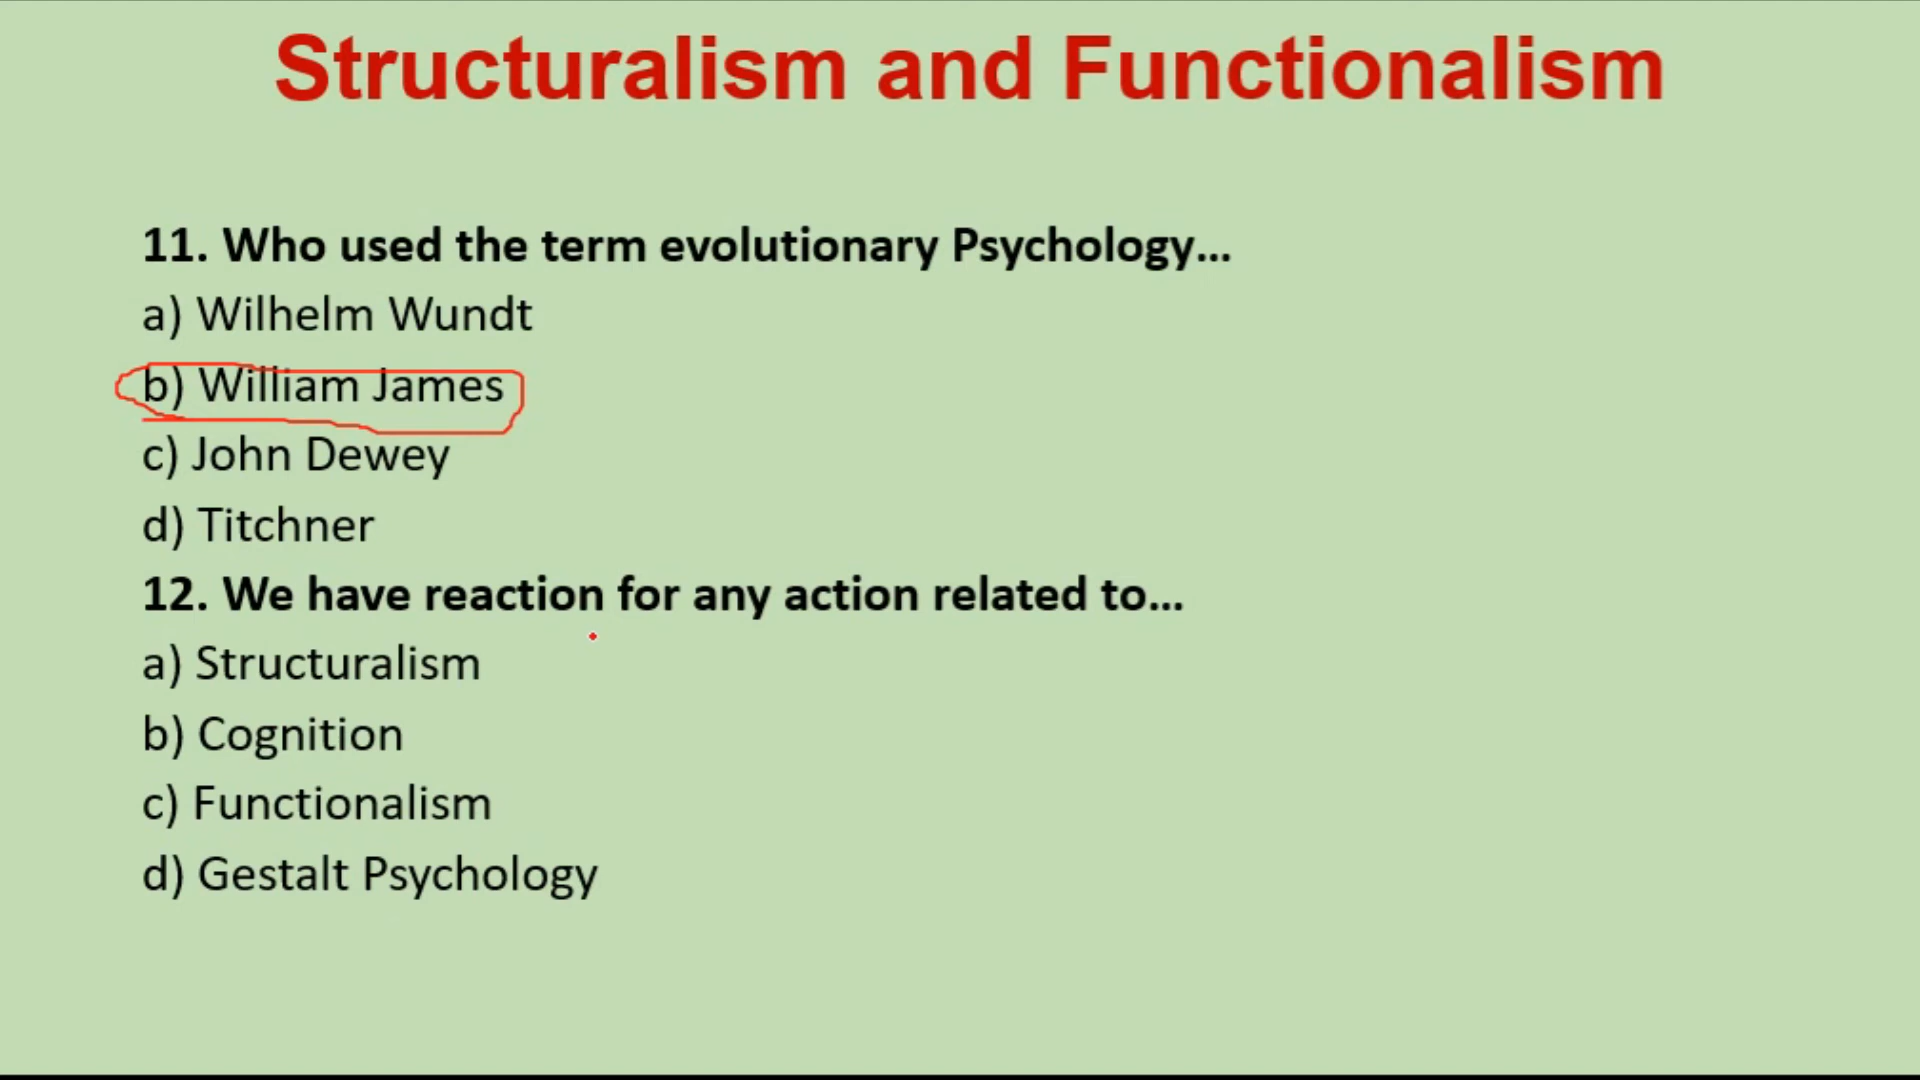 Structuralism and Functionalism
11. Who used the term evolutionary Psychology...
a) Wilhelm Wundt
b) William James
c) John Dewey
d) Titchner
12. We have reaction for any action related to...
a) Structuralism
b) Cognition
c) Functionalism
d) Gestalt Psychology